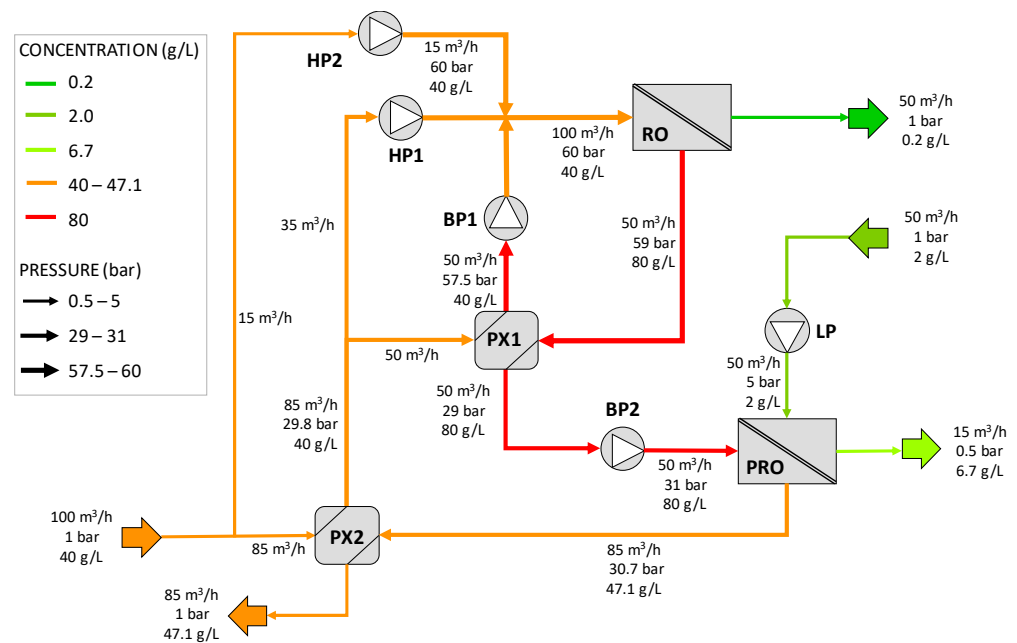 CONCENTRATION (g/L)
0.2
2.0
6.7
40 – 47.1
80
PRESSURE (bar)
0.5 – 5
29 – 31
57.5 – 60
HP2
15 m³/h
60 bar
40 g/L
HP1
100 m³/h
60 bar
40 g/L
RO
50 m³/h
1 bar
0.2 g/L
35 m³/h
BP1
50 m³/h
59 bar
80 g/L
50 m³/h
1 bar
2 g/L
50 m³/h
57.5 bar
40 g/L
15 m³/h
PX1
50 m³/h
LP
50 m³/h
5 bar
2 g/L
50 m³/h
29 bar
80 g/L
85 m³/h
29.8 bar
40 g/L
BP2
50 m³/h
31 bar
80 g/L
PRO
15 m³/h
0.5 bar
6.7 g/L
100 m³/h
1 bar
40 g/L
85 m³/h
PX2
85 m³/h
30.7 bar
47.1 g/L
85 m³/h
1 bar
47.1 g/L